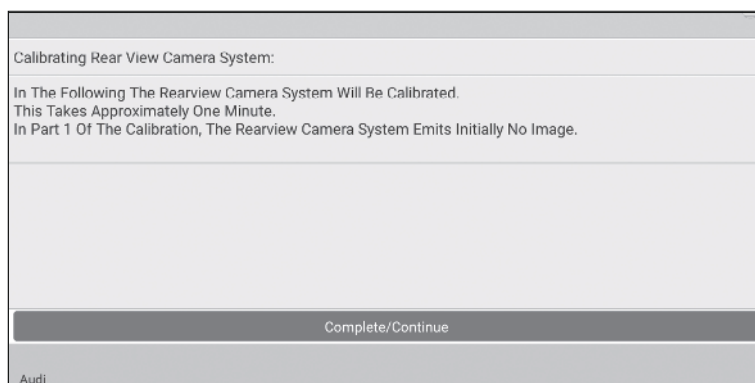 Calibrating Rear View Camera System:
In The Following The Rearview Camera System Will Be Calibrated.
This Takes Approximately One Minute.
In Part 1 Of The Calibration, The Rearview Camera System Emits Initially No Image.
Complete/Continue
Audi